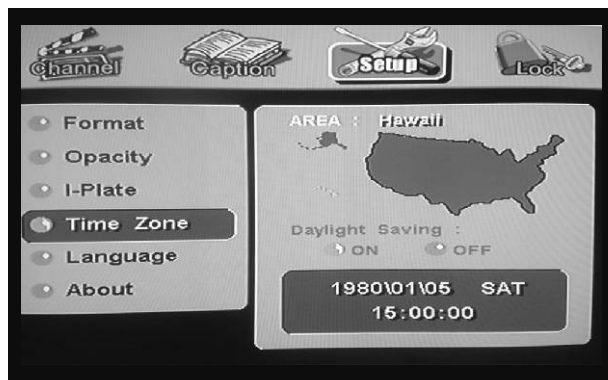 Channel Caption Setup Lock
Format
Opacity
I-Plate
Time Zone
Language
About
AREA : Hawaii
Daylight Saving :
ON OFF
1980\01\05 SAT
15:00:00